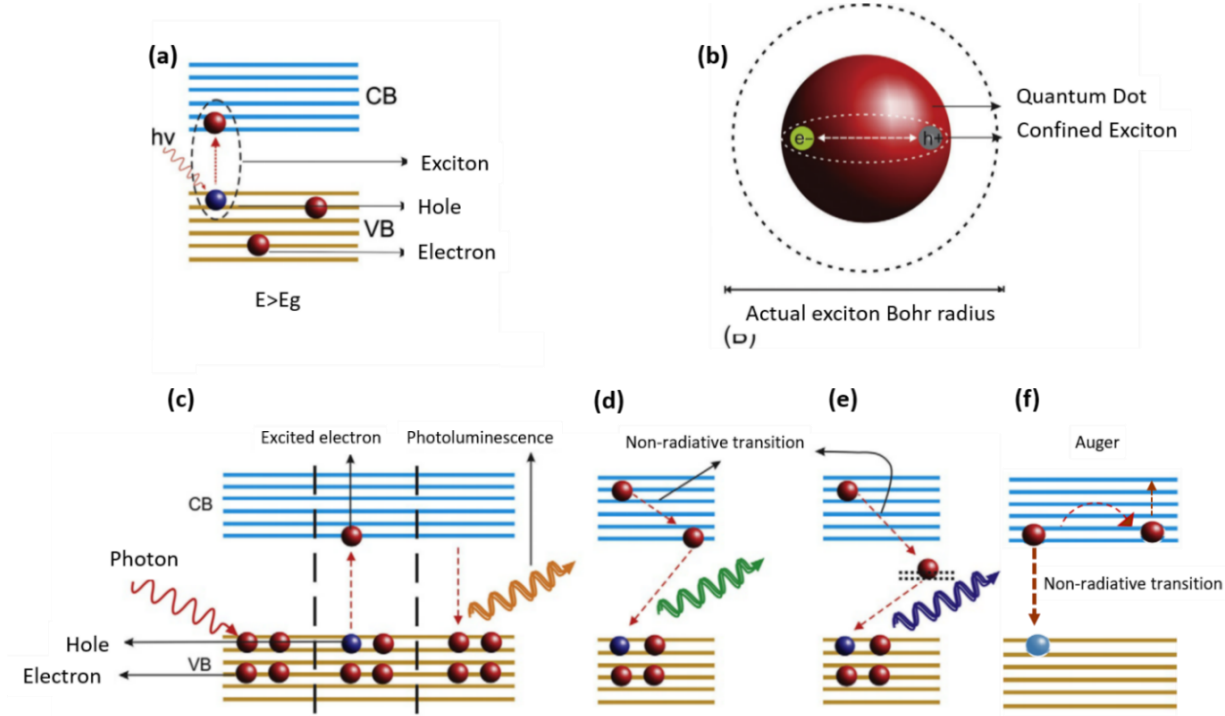 (a)
CB
hv
Exciton
Hole
VB
Electron
E>Eg
(b)
Quantum Dot
Confined Exciton
e-
h+
Actual exciton Bohr radius
(B)
(c)
Excited electron
Photoluminescence
CB
Photon
Hole
VB
Electron
(d)
Non-radiative transition
(e)
(f)
Auger
Non-radiative transition